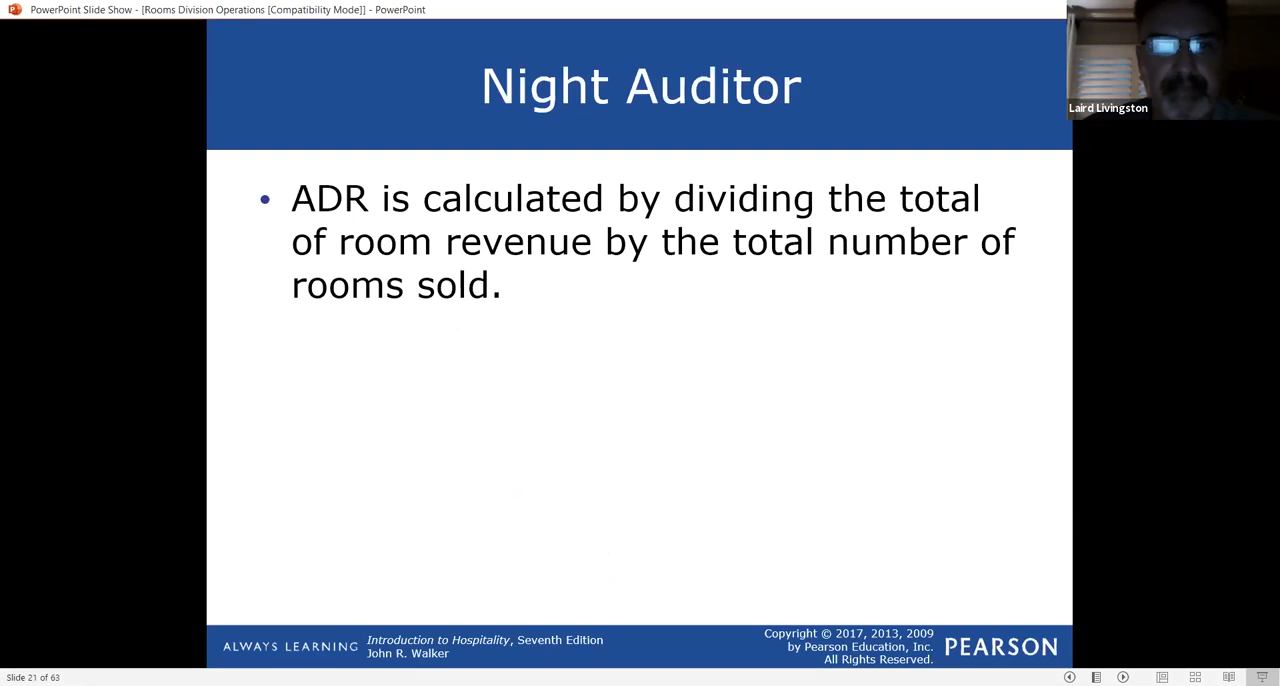 PowerPoint Slide Show - [Rooms Division Operations [Compatibility Mode]] - PowerPoint
Laird Livingston
Night Auditor
• ADR is calculated by dividing the total
of room revenue by the total number of
rooms sold.
ALWAYS LEARNING
Introduction to Hospitality, Seventh Edition
John R. Walker
Copyright © 2017, 2013, 2009
by Pearson Education, Inc.
All Rights Reserved.
PEARSON
Slide 21 of 63